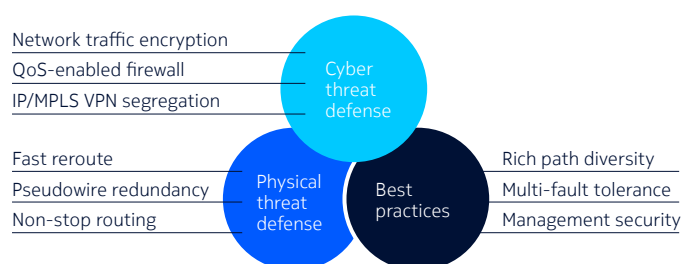 Network traffic encryption
QoS-enabled firewall
IP/MPLS VPN segregation
Cyber
threat
defense
Fast reroute
Pseudowire redundancy
Non-stop routing
Physical
threat
defense
Best
practices
Rich path diversity
Multi-fault tolerance
Management security